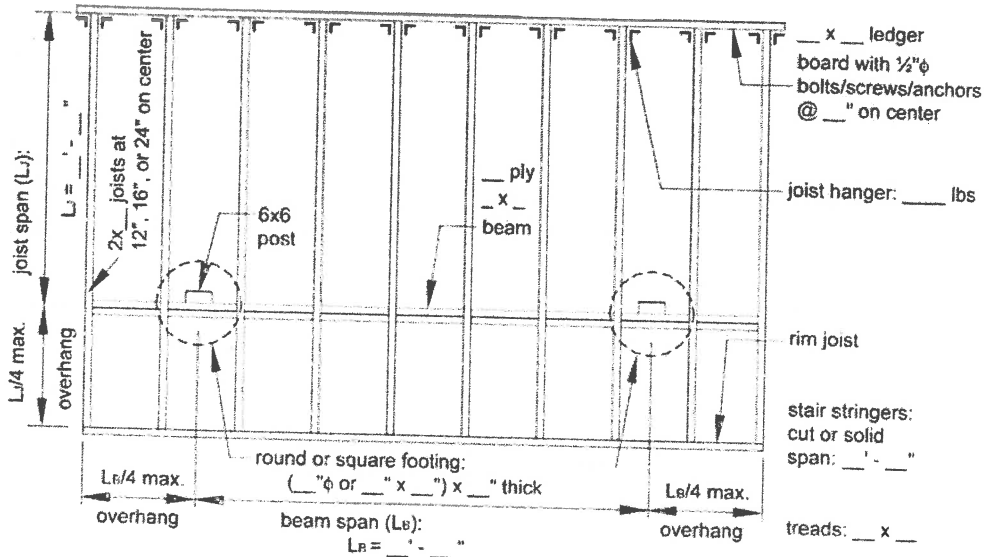 __ x __ ledger
board with ½"ϕ
bolts/screws/anchors
@ __" on center
joist span (LJ):
LJ = __' - __"
2x__ joists at
12", 16", or 24" on center
__ ply
_ x _
beam
joist hanger: ____ lbs
6x6
post
LJ/4 max.
overhang
rim joist
stair stringers:
cut or solid
span: __' - __"
round or square footing:
(__"ϕ or __" x __") x __" thick
LB/4 max.
overhang
LB/4 max.
overhang
beam span (LB):
LB = __' - __"
treads: __ x __